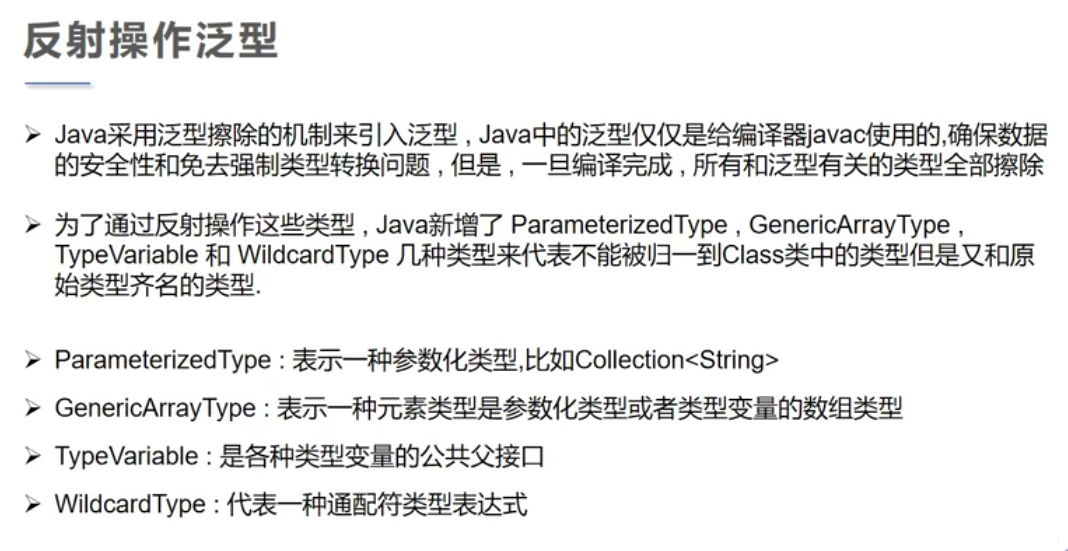 反射操作泛型
➢ Java采用泛型擦除的机制来引入泛型 , Java中的泛型仅仅是给编译器javac使用的,确保数据
的安全性和免去强制类型转换问题 , 但是 , 一旦编译完成 , 所有和泛型有关的类型全部擦除
➢ 为了通过反射操作这些类型 , Java新增了 ParameterizedType , GenericArrayType ,
TypeVariable 和 WildcardType 几种类型来代表不能被归一到Class类中的类型但是又和原
始类型齐名的类型.
➢ ParameterizedType : 表示一种参数化类型,比如Collection<String>
➢ GenericArrayType : 表示一种元素类型是参数化类型或者类型变量的数组类型
➢ TypeVariable : 是各种类型变量的公共父接口
➢ WildcardType : 代表一种通配符类型表达式